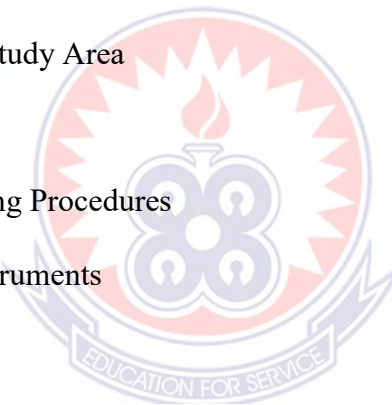 tudy Area
ng Procedures
ruments
EDUCATION FOR SERVICE